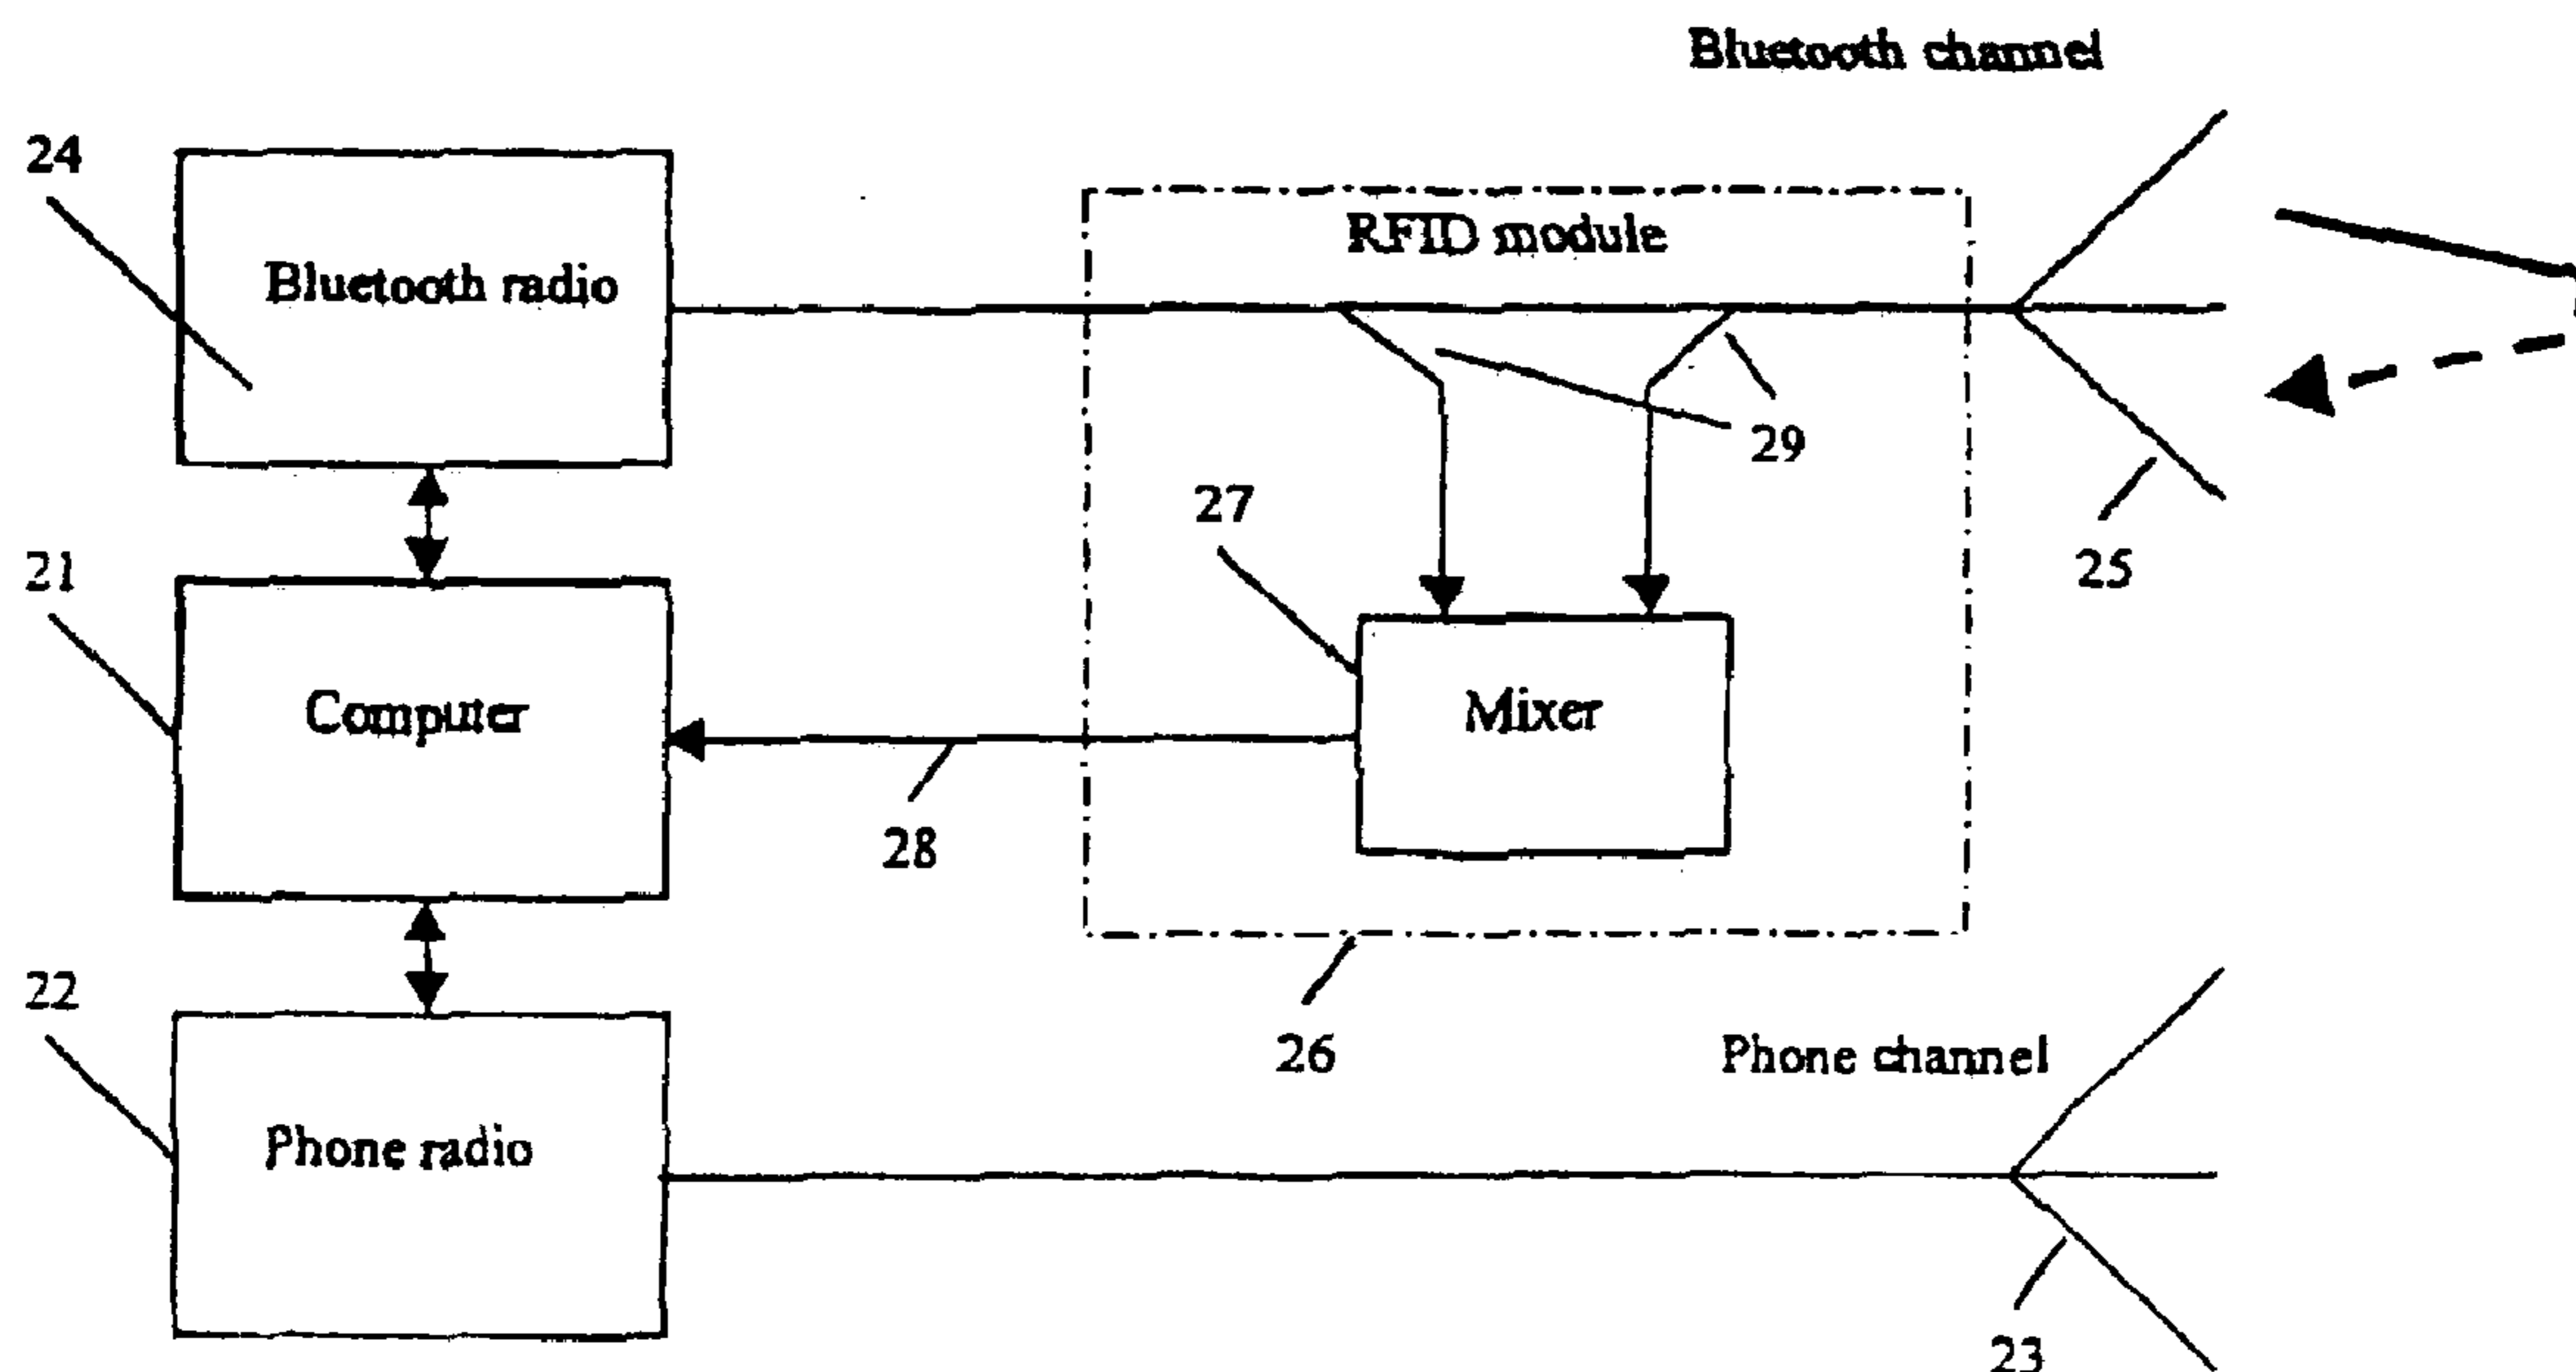 Bluetooth channel
24
Bluetooth radio
RFID module
29
27
25
21
Computer
Mixer
28
22
26
Phone channel
Phone radio
23